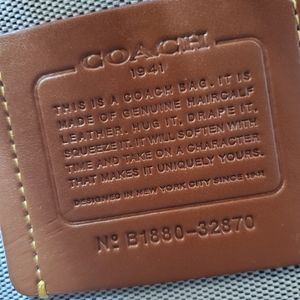 COACH
1941
THIS IS A COACH BAG. IT IS
MADE OF GENUINE HAIRCALF
LEATHER. HUG IT. DRAPE IT.
SQUEEZE IT. IT WILL SOFTEN WITH
TIME AND TAKE ON A CHARACTER
THAT MAKES IT UNIQUELY YOURS.
DESIGNED IN NEW YORK CITY SINCE 1941
Nº B1880-32870